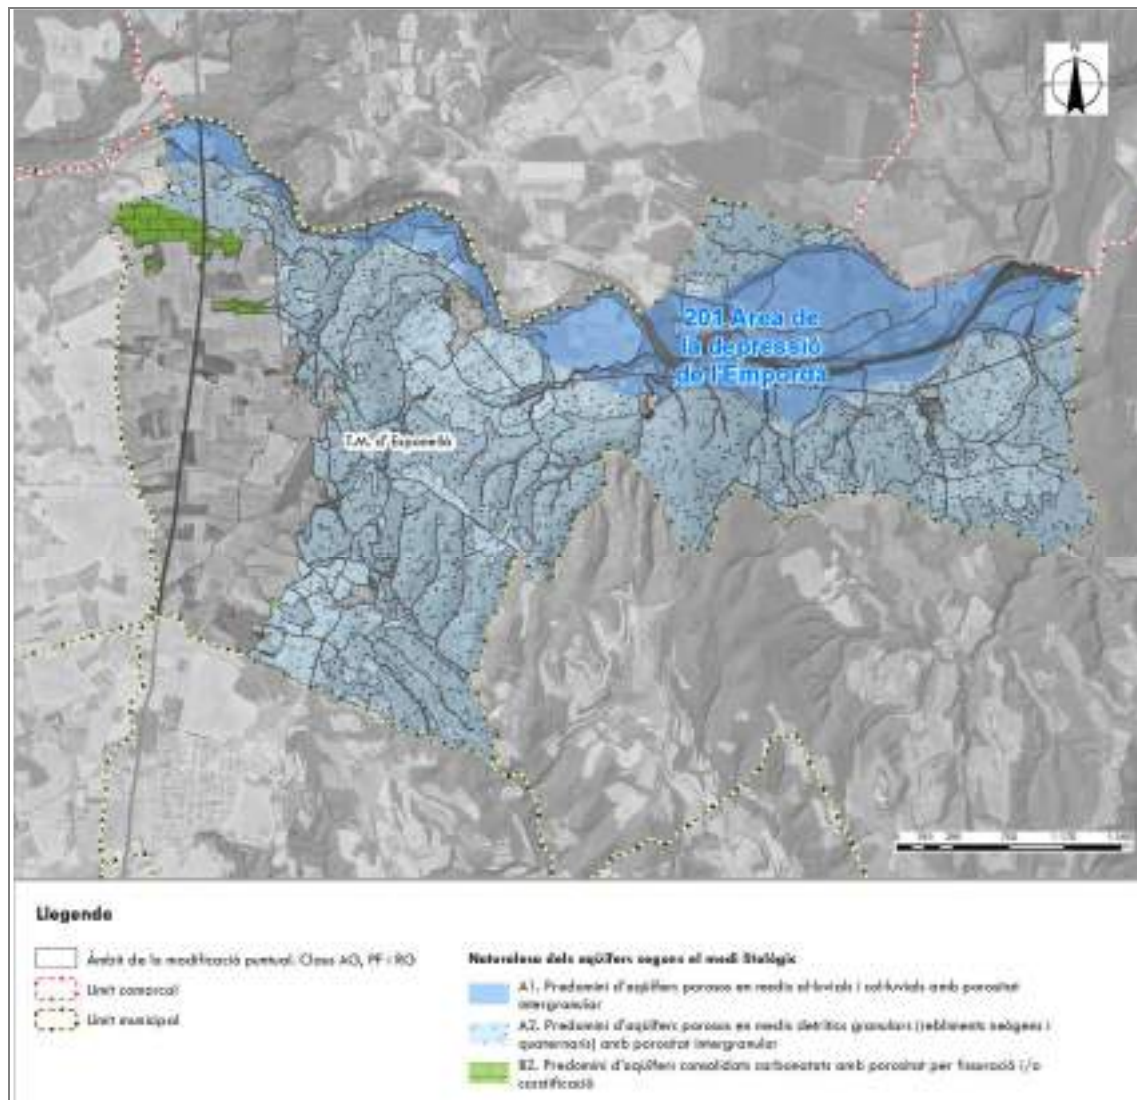 N
201 Àrea de
la depressió
de l'Empordà
T.M. d' Esponellà
Llegenda
Àmbit de la modificació puntual. Claus AG, PF i RO
Límit comarcal
Límit municipal
Naturalesa dels aqüífers segons el medi litològic
A1. Predomini d'aqüífers porosos en medis al·luvials i col·luvials amb porositat
intergranular
A2. Predomini d'aqüífers porosos en medis detrítics granulars (rebliments neògens i
quaternaris) amb porositat intergranular
B2. Predomini d'aqüífers consolidats carbonatats amb porositat per fissuració i/o
carstificació